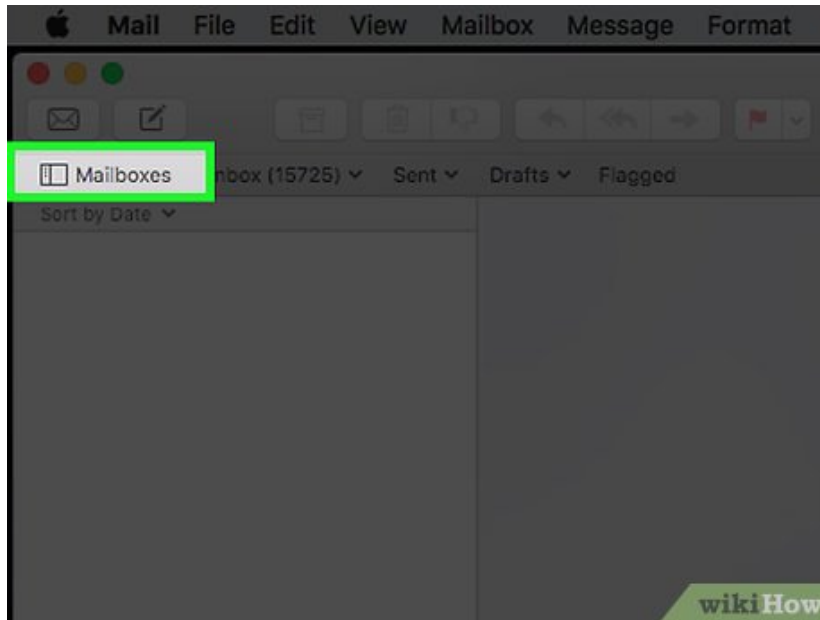 Mail File Edit View Mailbox Message Format
Mailboxes nbox (15725) Sent Drafts Flagged
Sort by Date
wikiHow